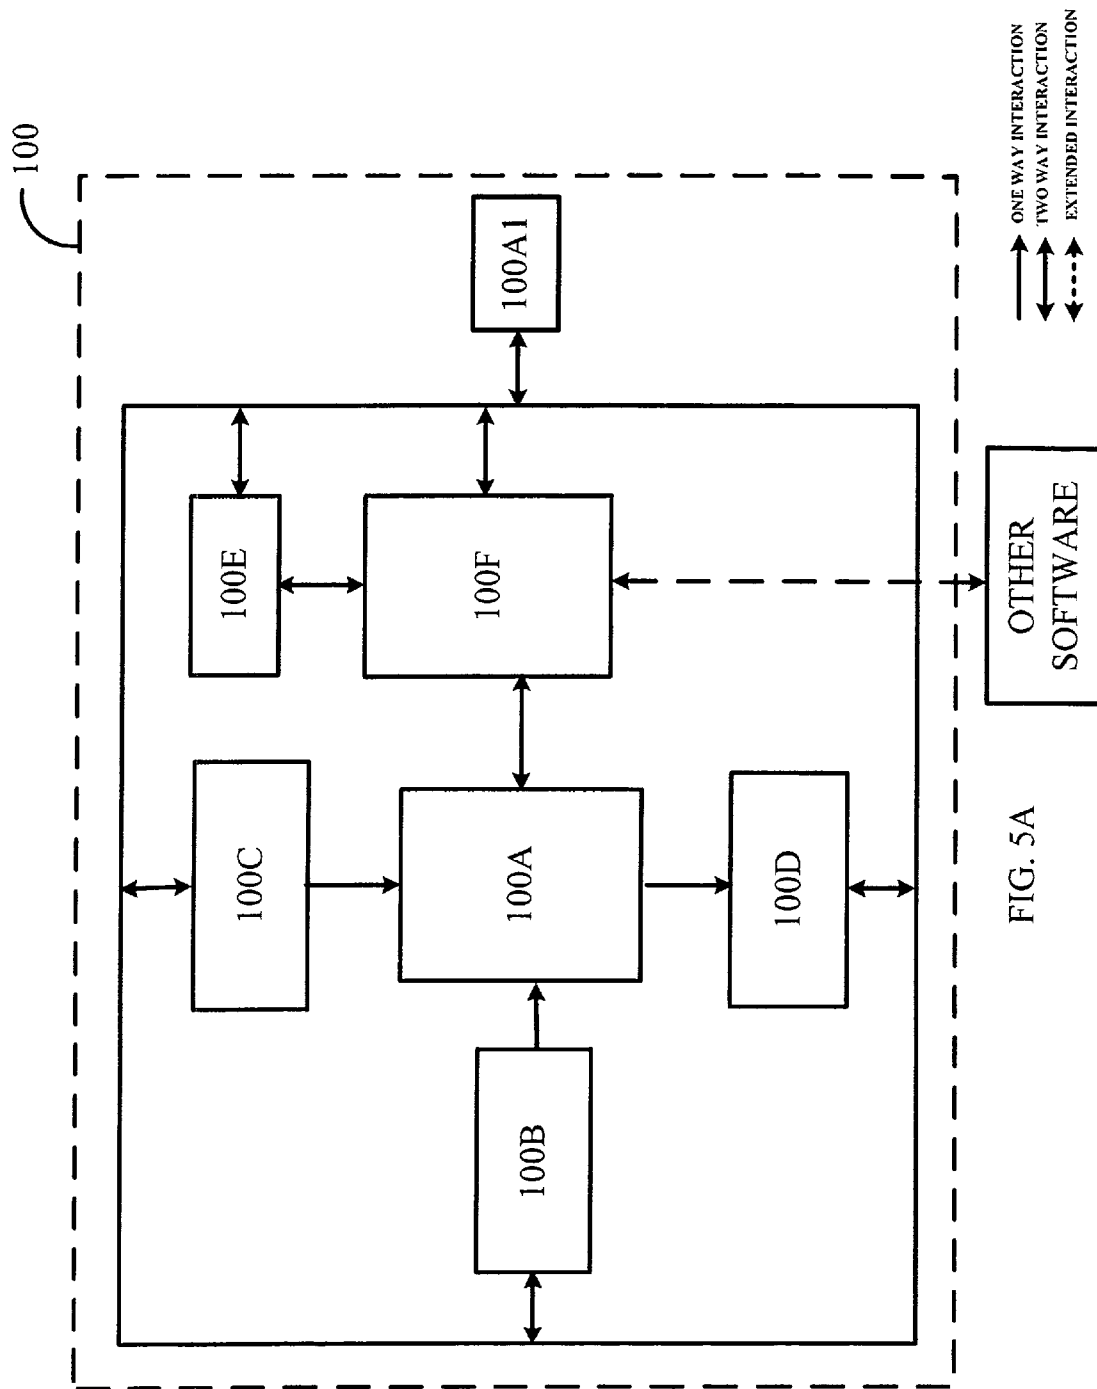 100
100A1
100E
100F
100C
100A
100D
100B
OTHER
SOFTWARE
ONE WAY INTERACTION
TWO WAY INTERACTION
EXTENDED INTERACTION
FIG. 5A